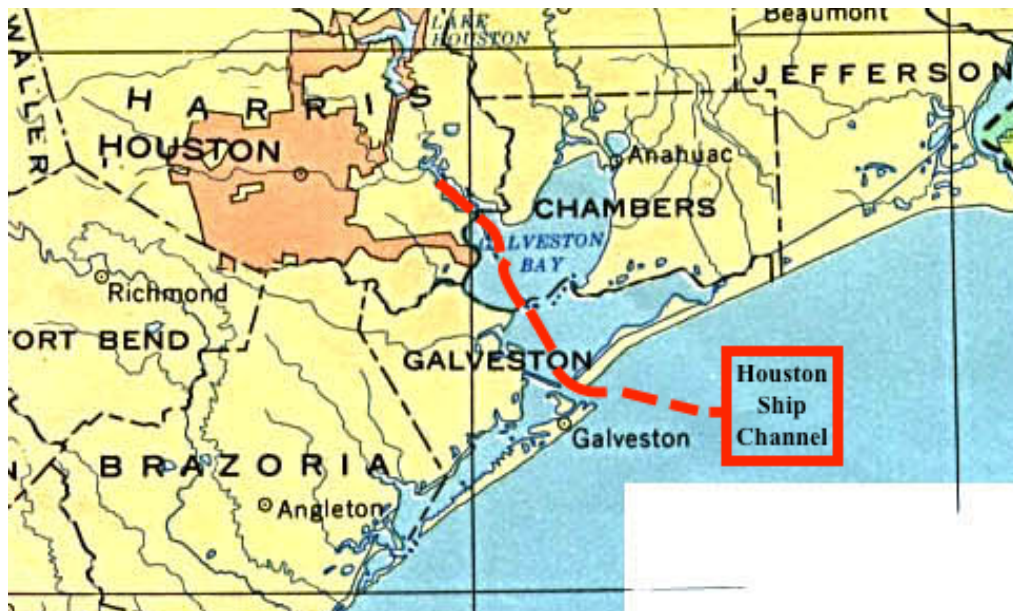 LAKE
HOUSTON
Beaumont
WALLER
JEFFERSON
HARRIS
HOUSTON
Anahuac
CHAMBERS
GALVESTON
BAY
Richmond
ORT BEND
GALVESTON
Houston
Ship
Channel
Galveston
N
BRAZORIA
Angleton